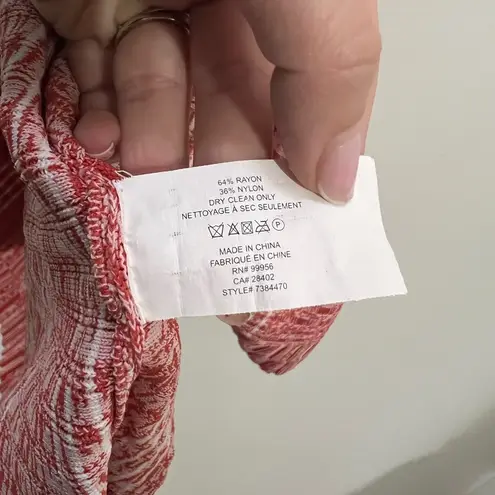 64% RAYON
36% NYLON
DRY CLEAN ONLY
NETTOYAGE À SEC SEULEMENT
P
MADE IN CHINA
FABRIQUÉ EN CHINE
RN# 99956
CA# 28402
STYLE# 7384470